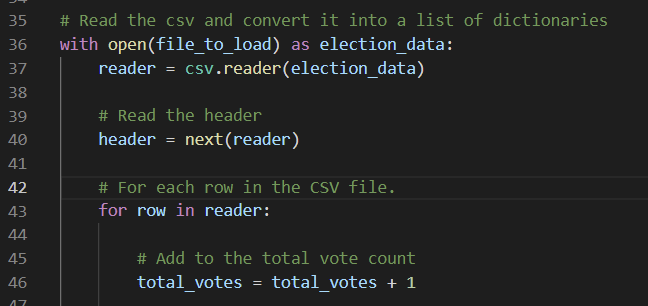 35 # Read the csv and convert it into a list of dictionaries
36 with open(file_to_load) as election_data:
37     reader = csv.reader(election_data)
38
39     # Read the header
40     header = next(reader)
41
42     # For each row in the CSV file.
43     for row in reader:
44
45         # Add to the total vote count
46         total_votes = total_votes + 1